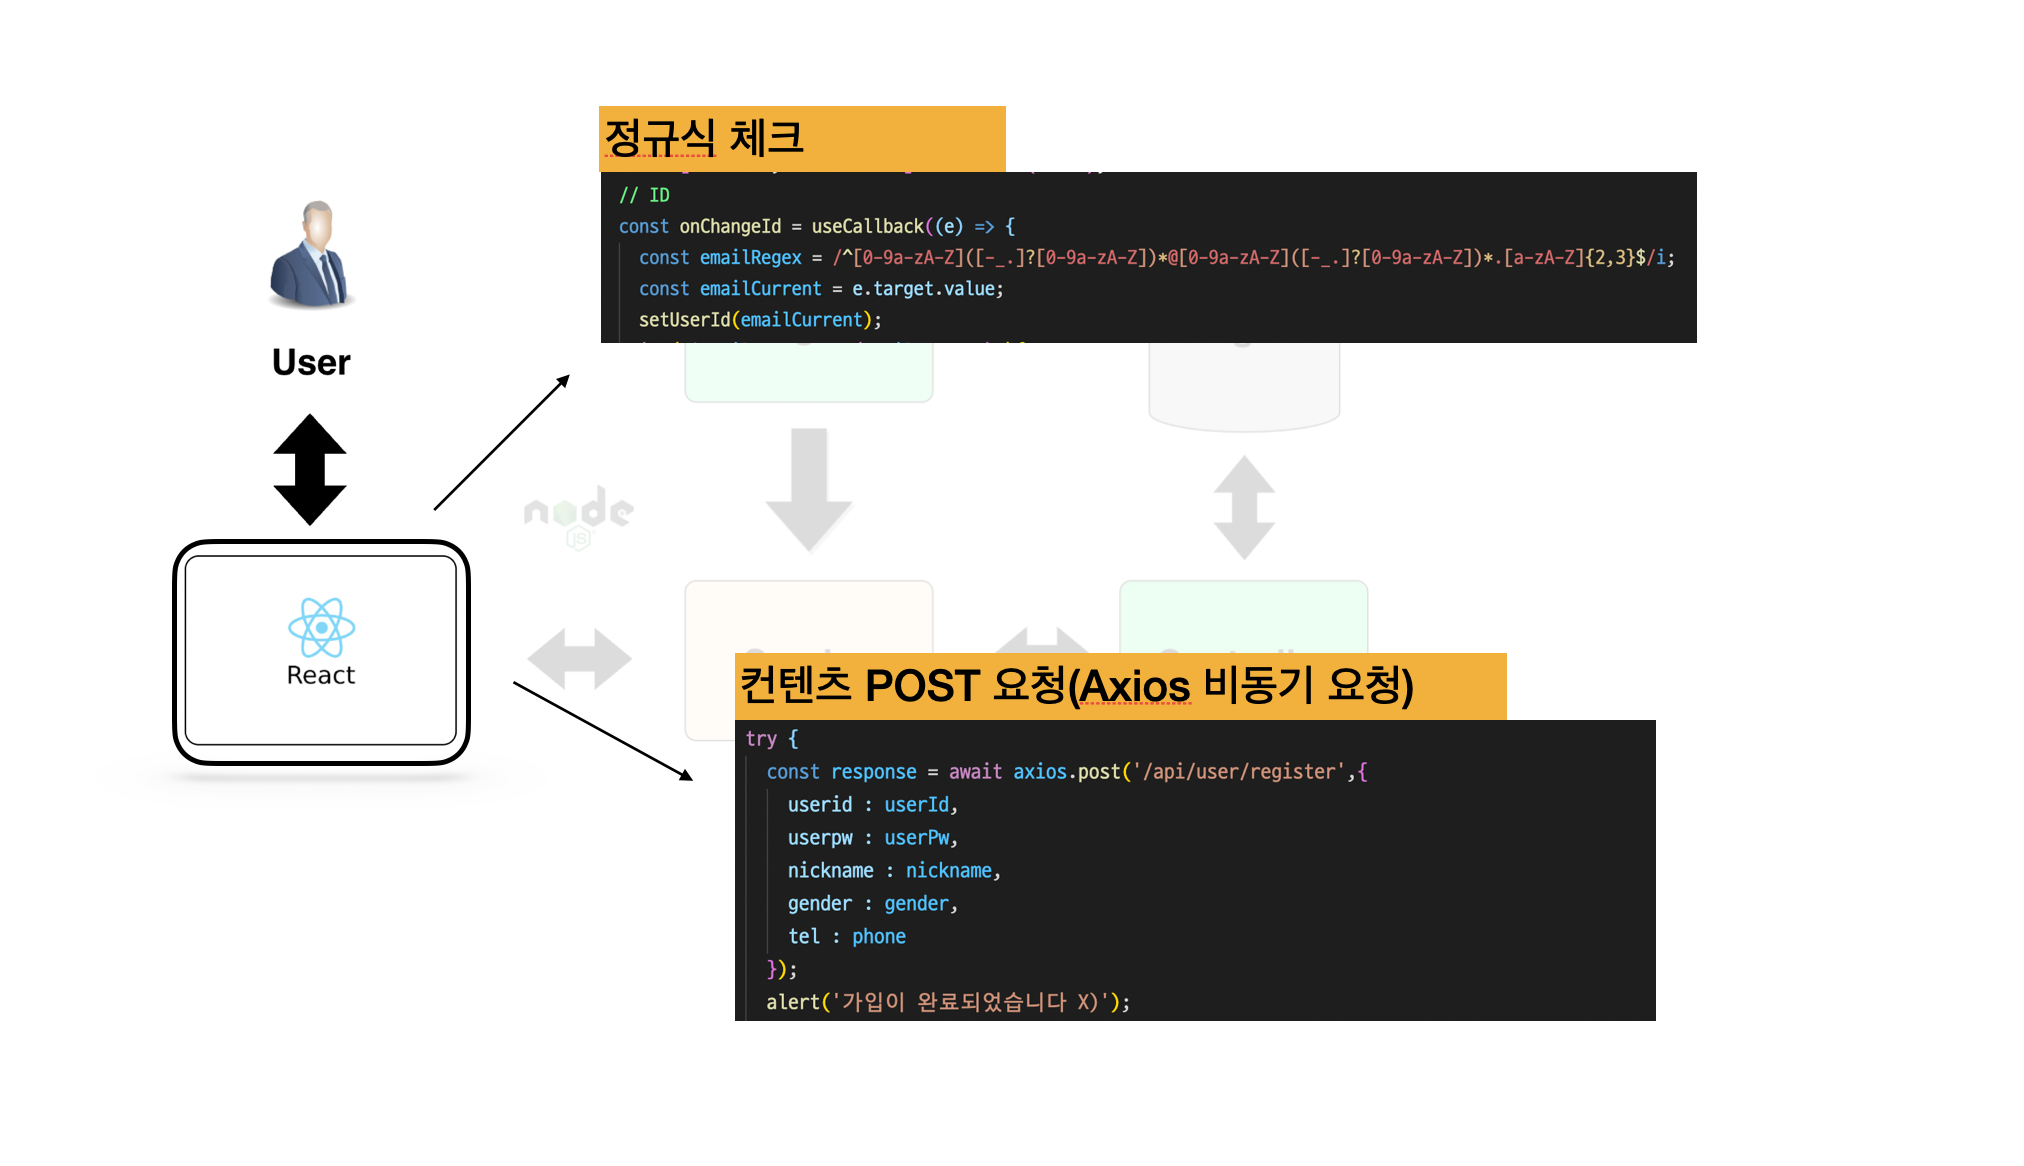 정규식 체크
// ID
const onChangeId = useCallback((e) => {
const emailRegex = /^[0-9a-zA-Z]([-_.]?[0-9a-zA-Z])*@[0-9a-zA-Z]([-_.]?[0-9a-zA-Z])*.[a-zA-Z]{2,3}$/i;
const emailCurrent = e.target.value;
setUserId(emailCurrent);
User
node
JS
React
컨텐츠 POST 요청(Axios 비동기 요청)
try {
const response = await axios.post('/api/user/register',{
userid : userId,
userpw : userPw,
nickname : nickname,
gender : gender,
tel : phone
});
alert('가입이 완료되었습니다 X)');